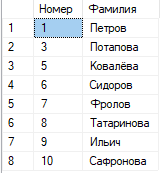 Номер Фамилия
1 1 Петров
2 3 Потапова
3 5 Ковалёва
4 6 Сидоров
5 7 Фролов
6 8 Татаринова
7 9 Ильич
8 10 Сафронова